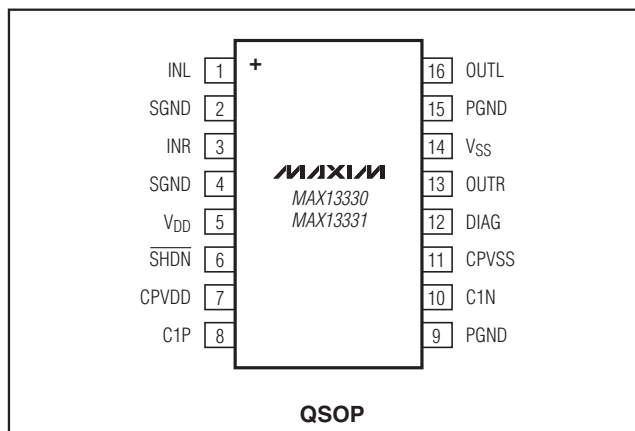 INL 1 + 16 OUTL
SGND 2 15 PGND
INR 3 14 VSS
SGND 4 13 OUTR
VDD 5 12 DIAG
SHDN 6 11 CPVSS
CPVDD 7 10 C1N
C1P 8 9 PGND
MAXIM
MAX13330
MAX13331
QSOP